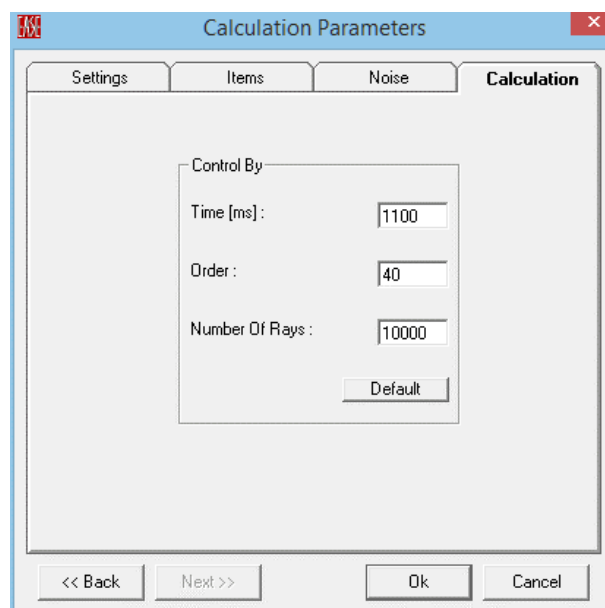 EASE
Calculation Parameters
Settings Items Noise Calculation
Control By
Time [ms] : 1100
Order : 40
Number Of Rays : 10000
Default
<< Back Next >> Ok Cancel